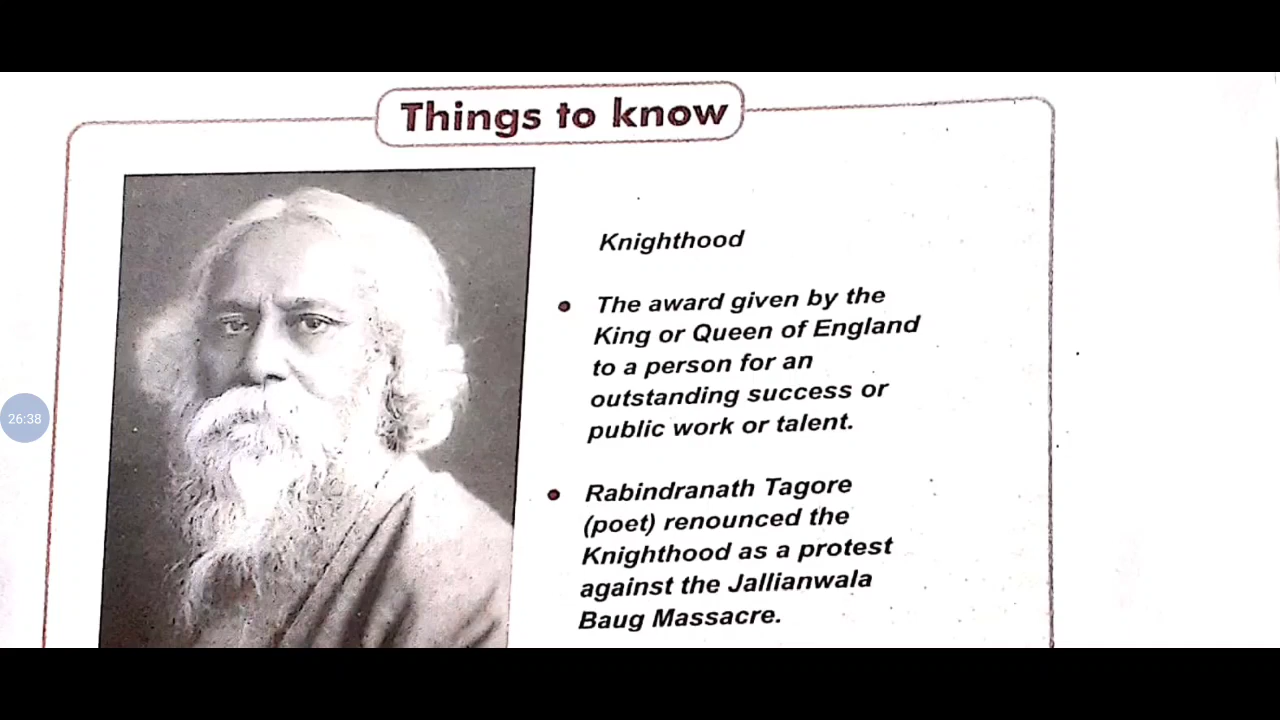 Things to know
Knighthood
The award given by the
King or Queen of England
to a person for an
outstanding success or
public work or talent.
Rabindranath Tagore
(poet) renounced the
Knighthood as a protest
against the Jallianwala
Baug Massacre.
26:38